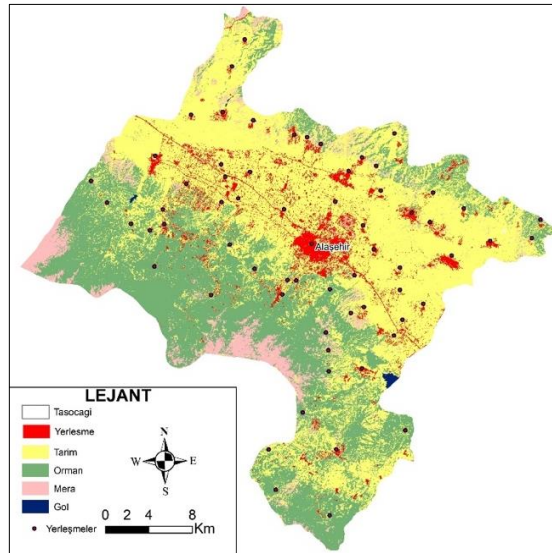 Alaşehir
LEJANT
Tasocagi
Yerlesme
Tarim
Orman
Mera
Gol
Yerleşmeler
N
W E
S
0 2 4 8
Km